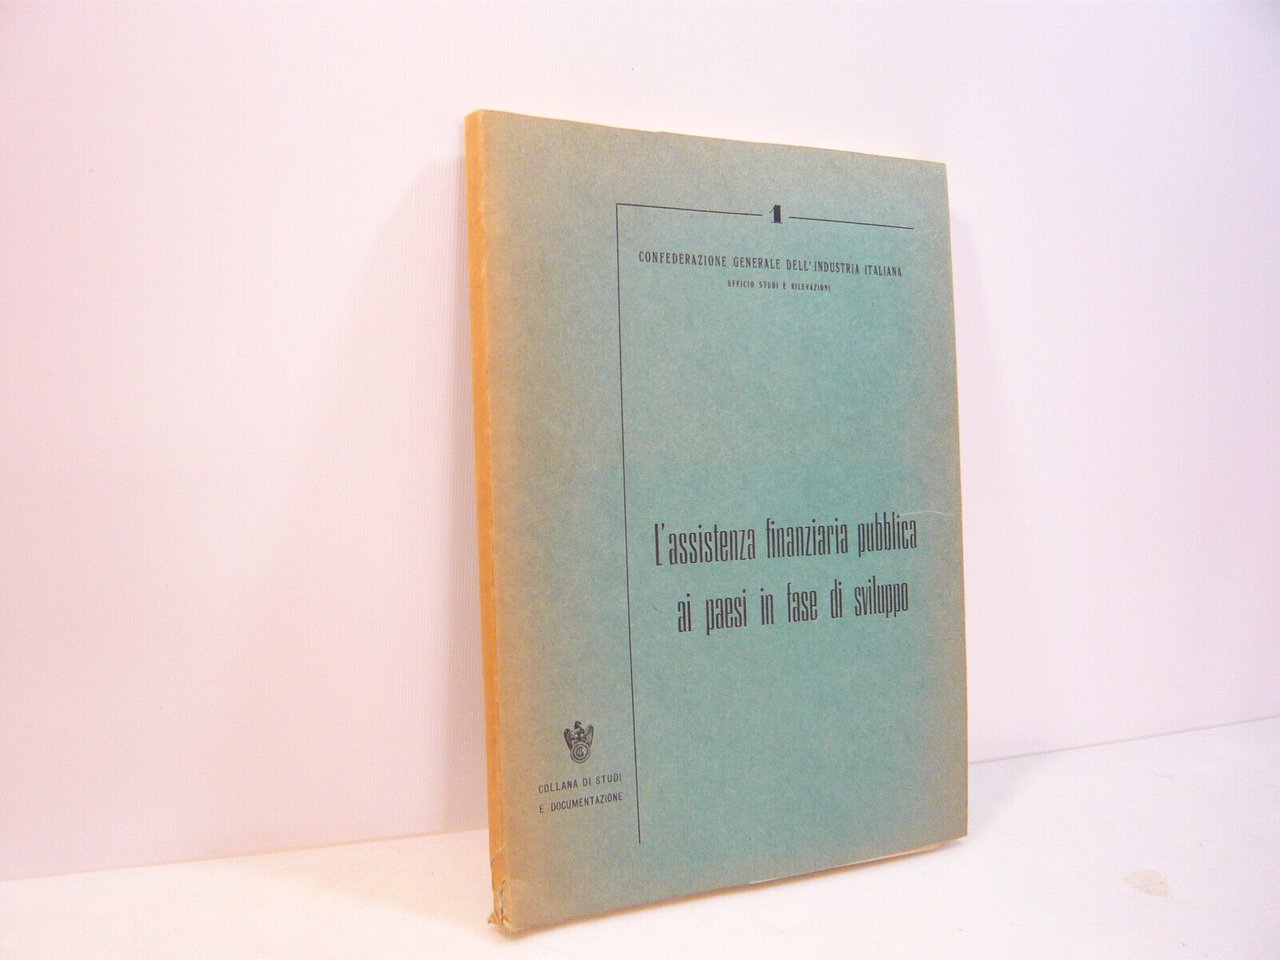 1
CONFEDERAZIONE GENERALE DELL'INDUSTRIA ITALIANA
UFFICIO STUDI E RILEVAZIONI
L'assistenza finanziaria pubblica
ai paesi in fase di sviluppo
COLLANA DI STUDI
E DOCUMENTAZIONE